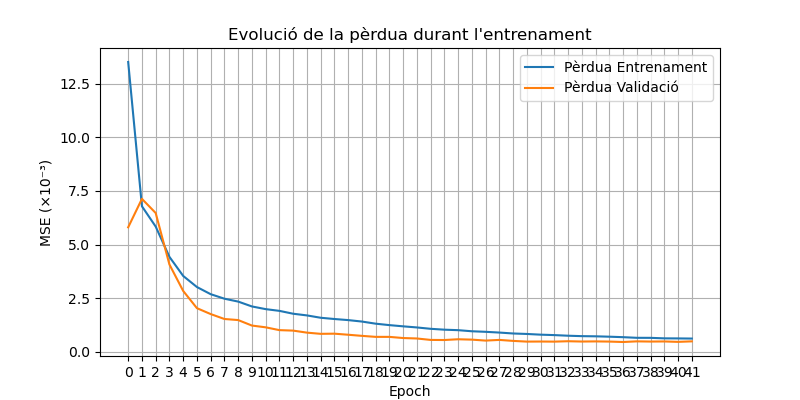 Evolució de la pèrdua durant l'entrenament
Pèrdua Entrenament
Pèrdua Validació
MSE (×10⁻³)
12.5
10.0
7.5
5.0
2.5
0.0
0 1 2 3 4 5 6 7 8 9 10 11 12 13 14 15 16 17 18 19 20 21 22 23 24 25 26 27 28 29 30 31 32 33 34 35 36 37 38 39 40 41
Epoch